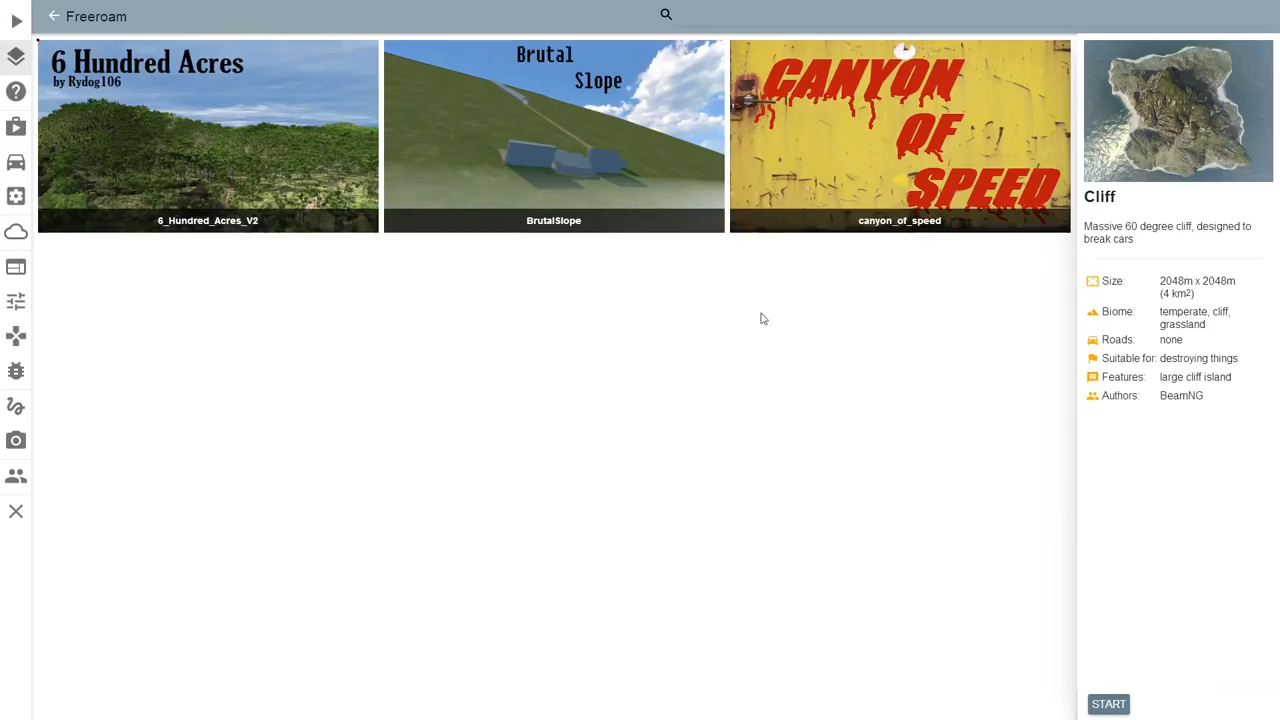 Freeroam
6 Hundred Acres
by Rydog106
6_Hundred_Acres_V2
Brutal
Slope
BrutalSlope
CANYON
OF
SPEED
canyon_of_speed
Cliff
Massive 60 degree cliff, designed to
break cars
Size: 2048m x 2048m
(4 km²)
Biome: temperate, cliff,
grassland
Roads: none
Suitable for: destroying things
Features: large cliff island
Authors: BeamNG
START